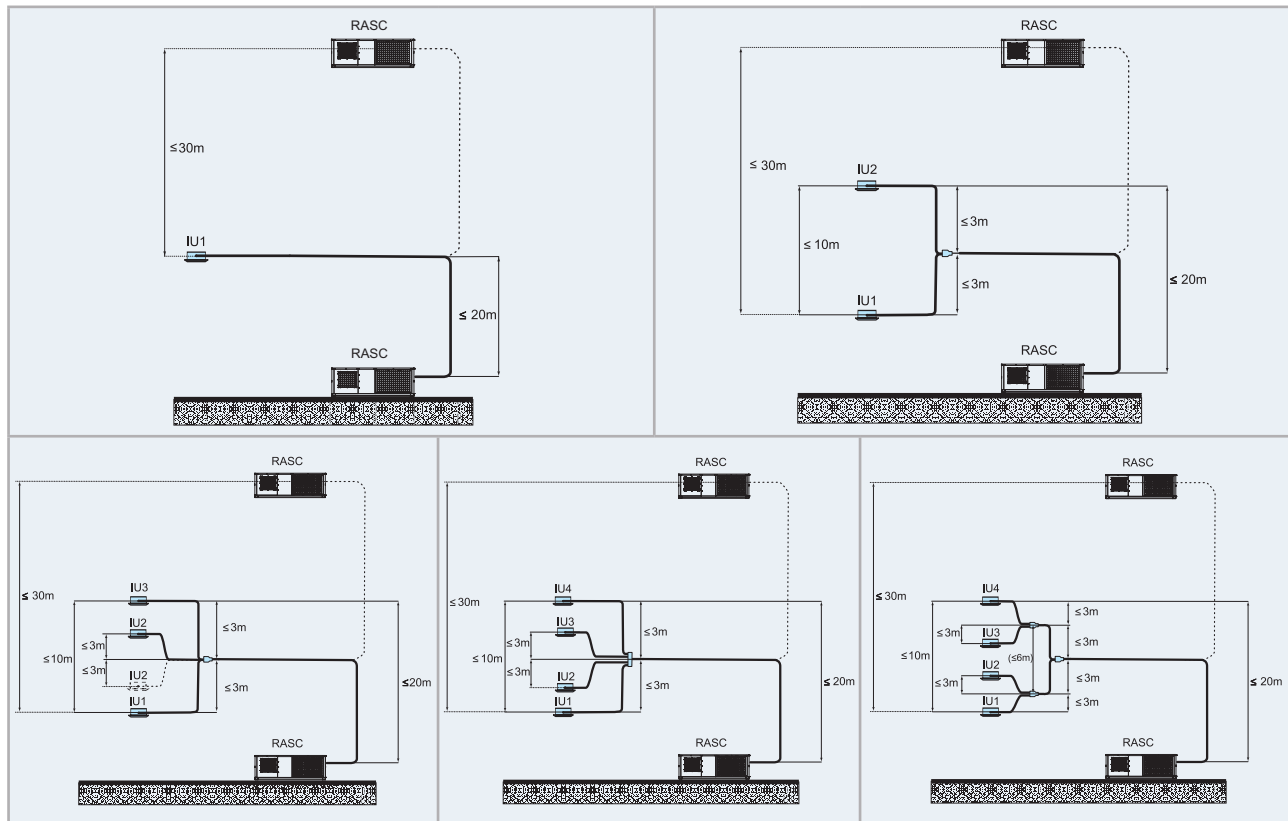 RASC
≤30m
IU1
≤ 20m
RASC
RASC
≤ 30m
IU2
≤3m
≤ 10m
≤3m
≤ 20m
IU1
RASC
RASC
≤ 30m
IU3
IU2
≤3m
≤3m
≤10m
≤3m
IU2
≤3m
≤20m
IU1
RASC
RASC
≤30m
IU4
IU3
≤3m
≤3m
≤10m
≤3m
IU2
≤3m
≤ 20m
IU1
RASC
RASC
≤30m
IU4
≤3m
≤3m
IU3
≤3m
(≤6m)
≤10m
IU2
≤3m
≤3m
≤3m
≤ 20m
IU1
RASC